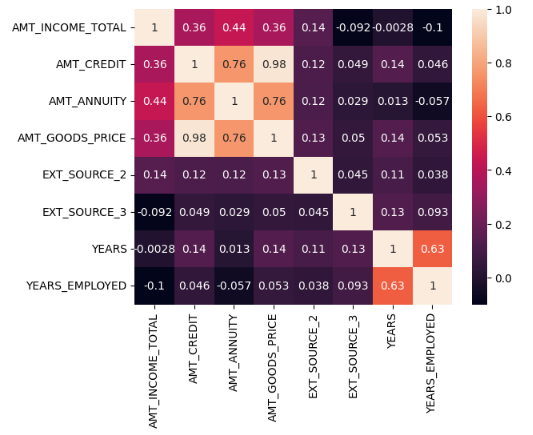 AMT_INCOME_TOTAL 1 0.36 0.44 0.36 0.14 -0.092 -0.0028 -0.1
AMT_CREDIT 0.36 1 0.76 0.98 0.12 0.049 0.14 0.046
AMT_ANNUITY 0.44 0.76 1 0.76 0.12 0.029 0.013 -0.057
AMT_GOODS_PRICE 0.36 0.98 0.76 1 0.13 0.05 0.14 0.053
EXT_SOURCE_2 0.14 0.12 0.12 0.13 1 0.045 0.11 0.038
EXT_SOURCE_3 -0.092 0.049 0.029 0.05 0.045 1 0.13 0.093
YEARS -0.0028 0.14 0.013 0.14 0.11 0.13 1 0.63
YEARS_EMPLOYED -0.1 0.046 -0.057 0.053 0.038 0.093 0.63 1
AMT_INCOME_TOTAL
AMT_CREDIT
AMT_ANNUITY
AMT_GOODS_PRICE
EXT_SOURCE_2
EXT_SOURCE_3
YEARS
YEARS_EMPLOYED
1.0
0.8
0.6
0.4
0.2
0.0